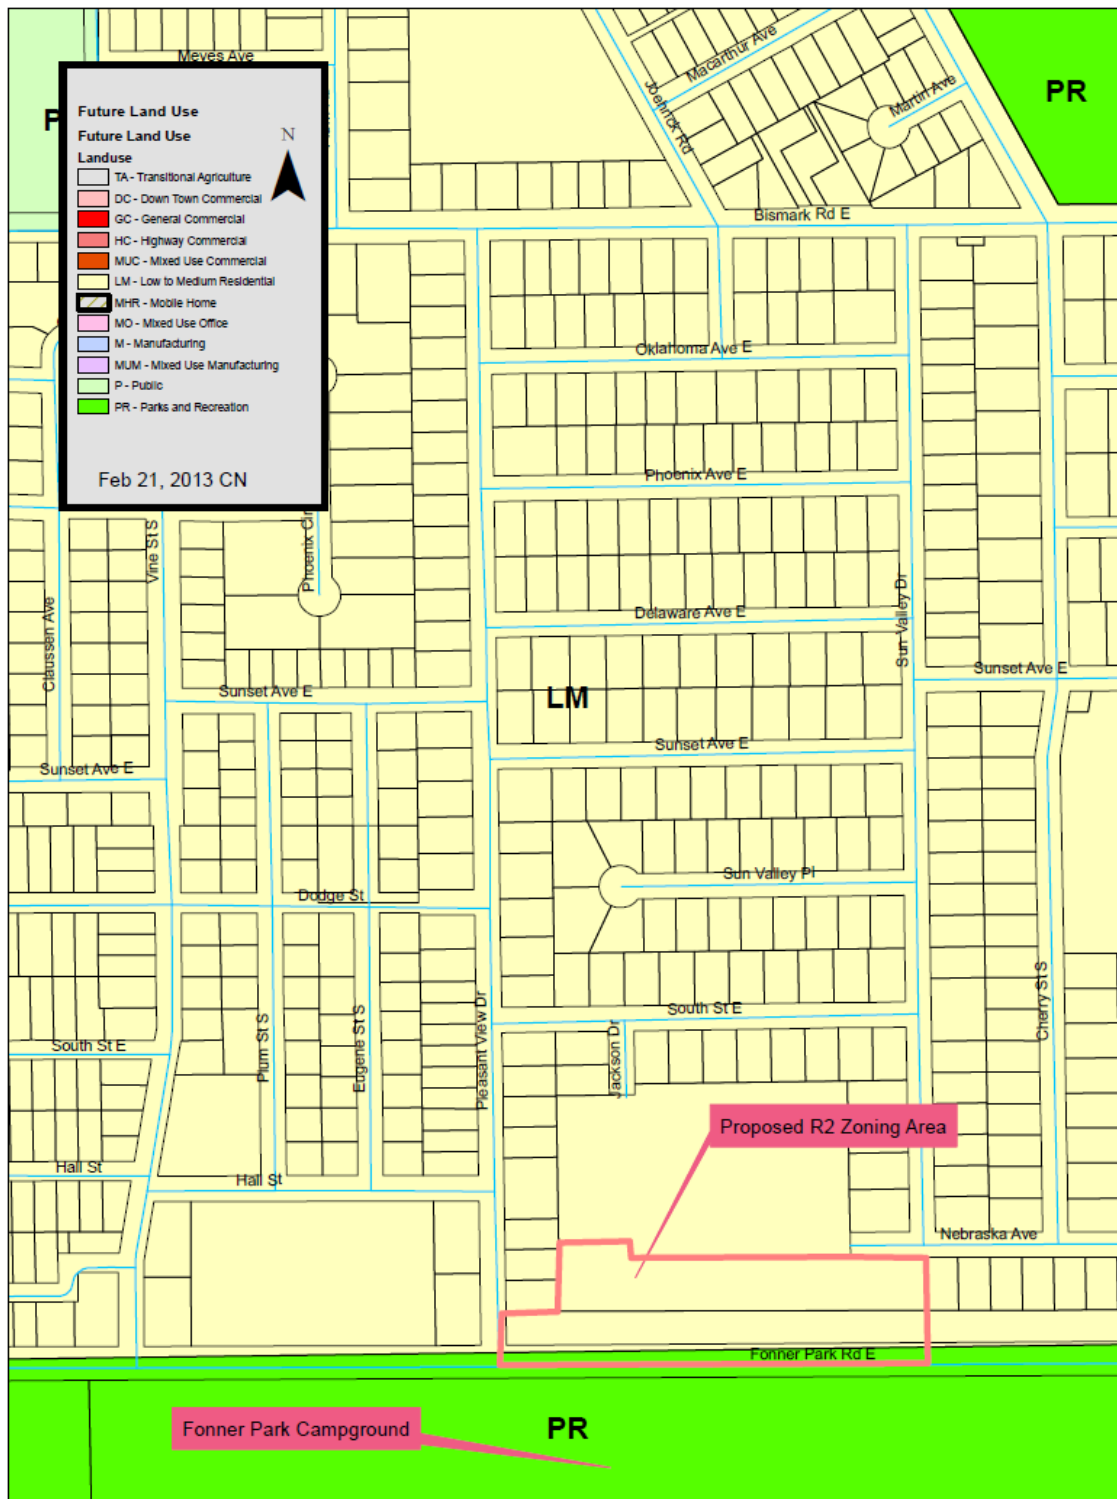 Meyes Ave
Macarthur Ave
Joehrick Rd
Martin Ave
PR
P
Future Land Use
Future Land Use
N
Landuse
TA - Transitional Agriculture
DC - Down Town Commercial
GC - General Commercial
HC - Highway Commercial
MUC - Mixed Use Commercial
LM - Low to Medium Residential
MHR - Mobile Home
MO - Mixed Use Office
M - Manufacturing
MUM - Mixed Use Manufacturing
P - Public
PR - Parks and Recreation
Feb 21, 2013 CN
Bismark Rd E
Oklahoma Ave E
Phoenix Ave E
Vine St S
Phoenix Cir
Claussen Ave
Delaware Ave E
Sun Valley Dr
Sunset Ave E
Sunset Ave E
LM
Sunset Ave E
Sunset Ave E
Sun Valley Pl
Dodge St
South St E
Cherry St S
Pleasant View Dr
Plum St S
Eugene St S
South St E
Jackson Dr
Proposed R2 Zoning Area
Hall St
Hall St
Nebraska Ave
Fonner Park Rd E
Fonner Park Campground
PR